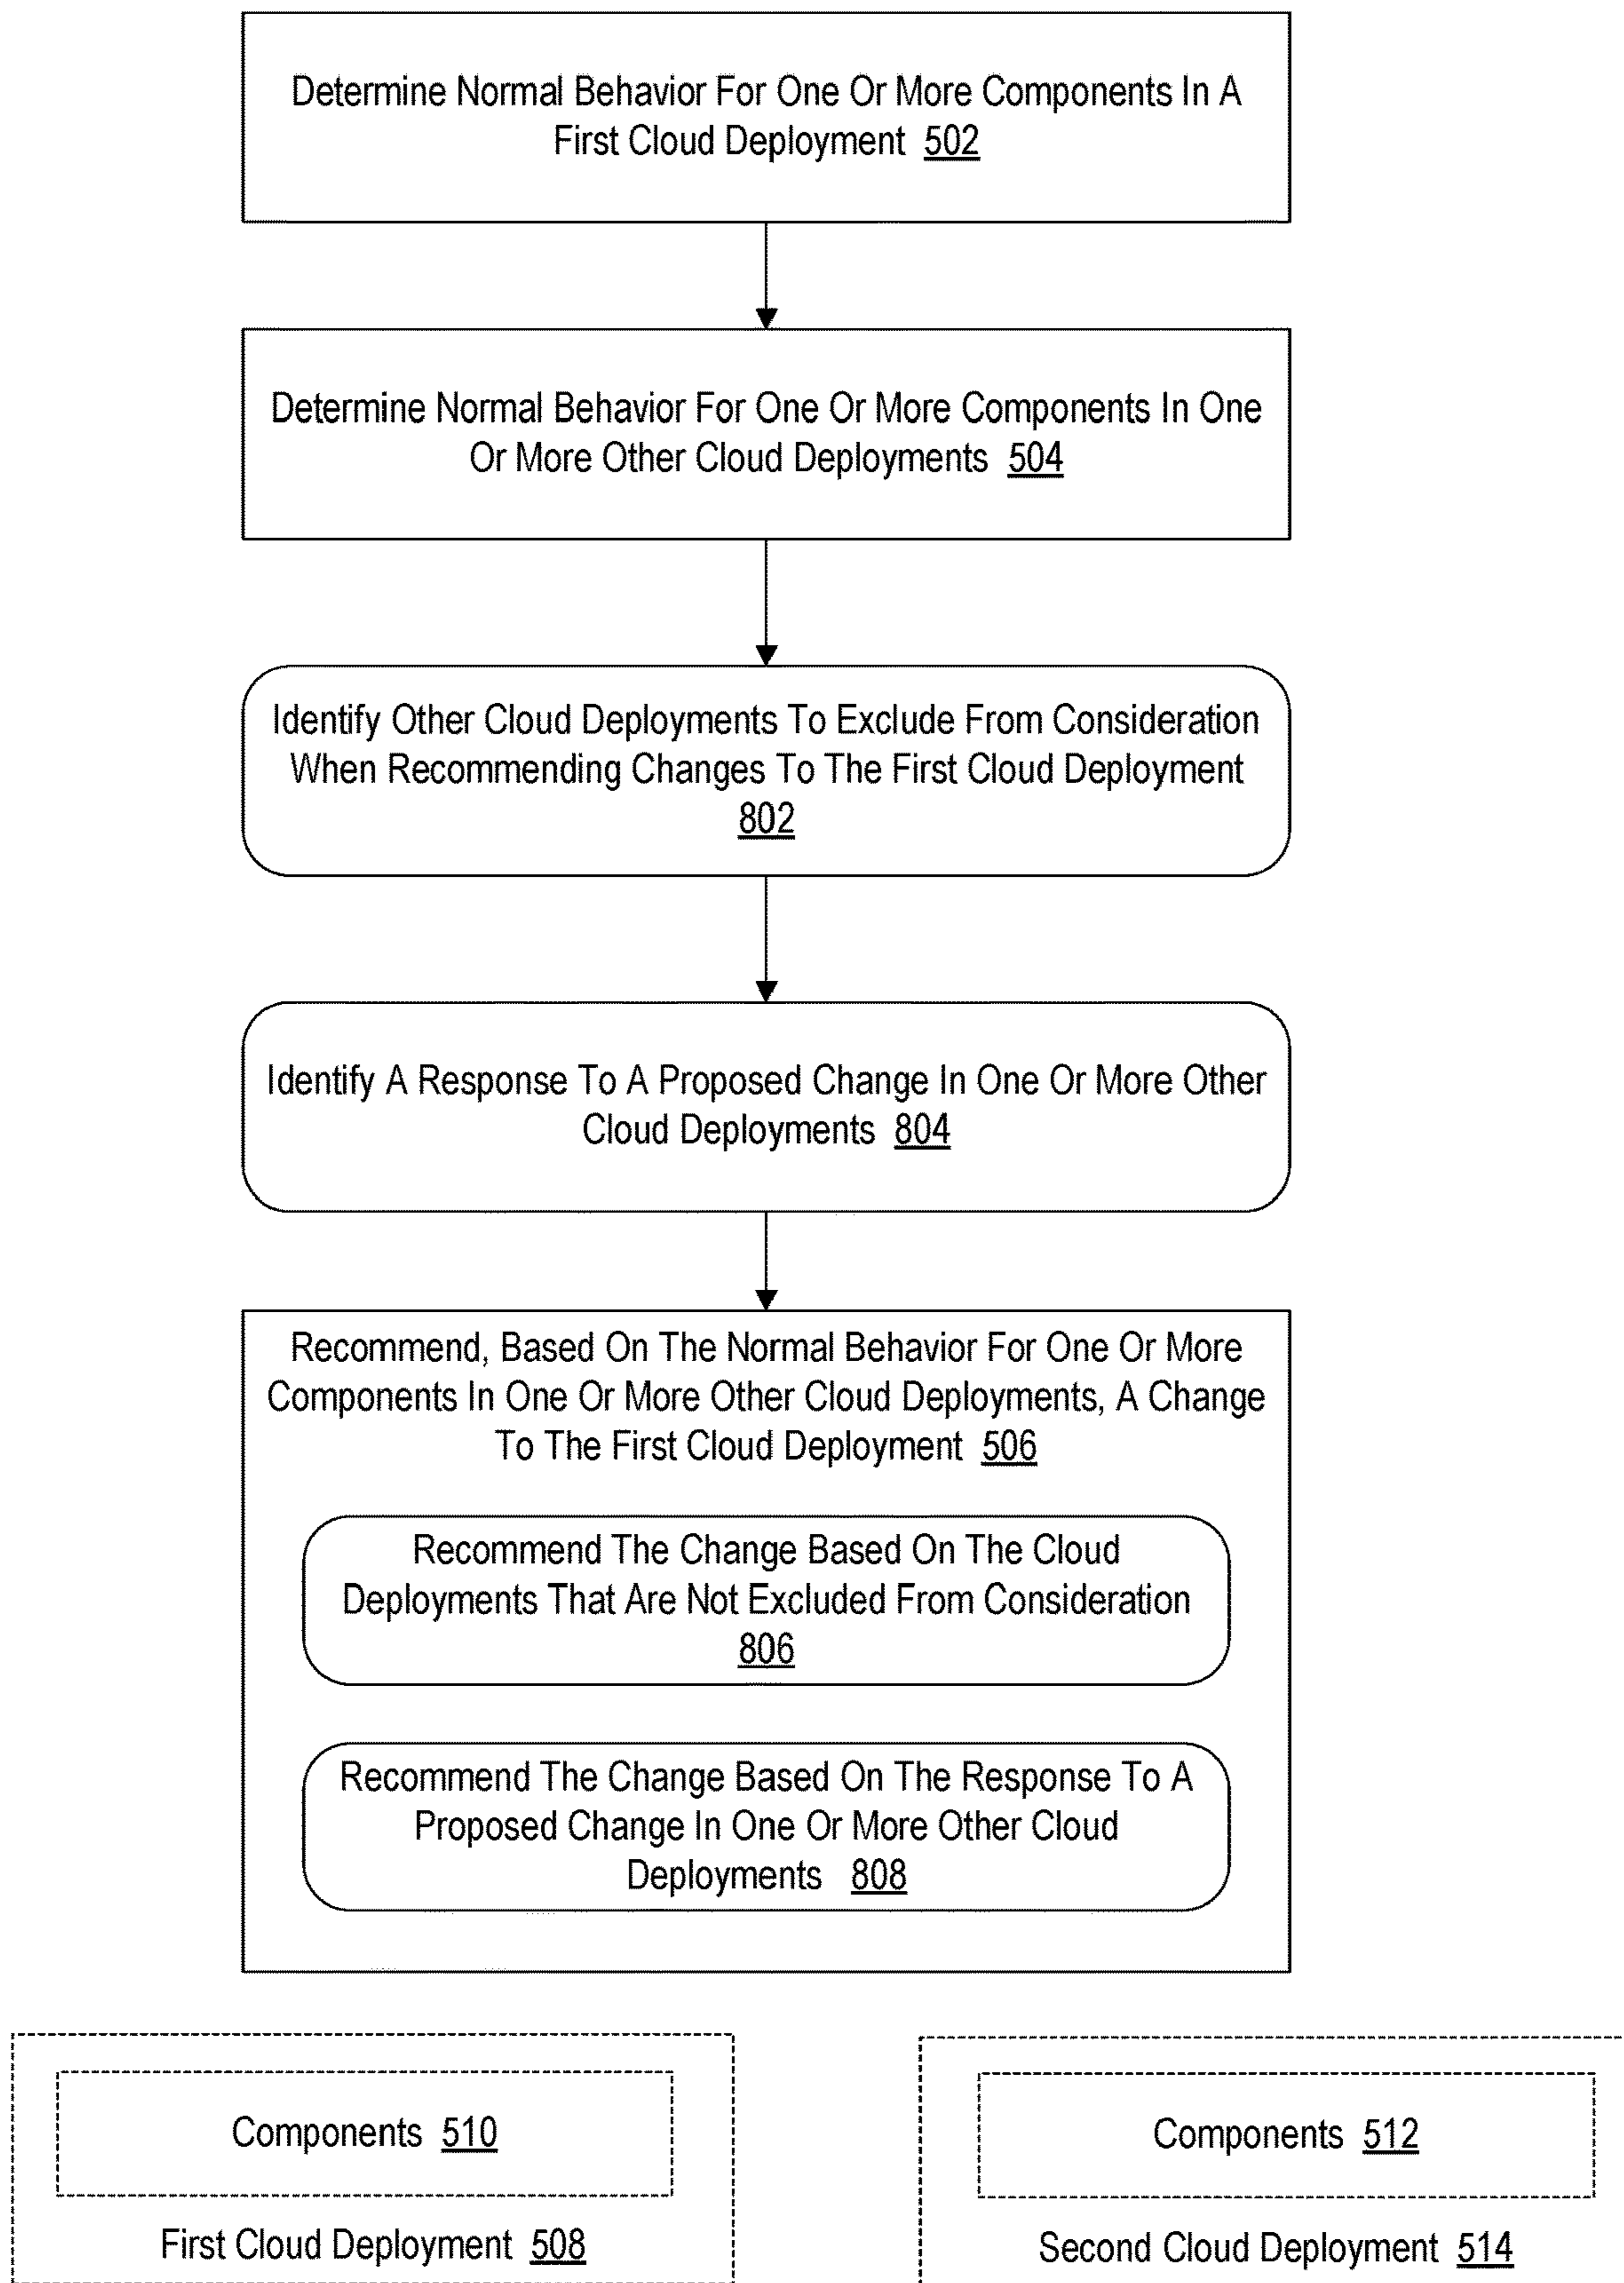 Determine Normal Behavior For One Or More Components In A
First Cloud Deployment 502
Determine Normal Behavior For One Or More Components In One
Or More Other Cloud Deployments 504
Identify Other Cloud Deployments To Exclude From Consideration
When Recommending Changes To The First Cloud Deployment
802
Identify A Response To A Proposed Change In One Or More Other
Cloud Deployments 804
Recommend, Based On The Normal Behavior For One Or More
Components In One Or More Other Cloud Deployments, A Change
To The First Cloud Deployment 506
Recommend The Change Based On The Cloud
Deployments That Are Not Excluded From Consideration
806
Recommend The Change Based On The Response To A
Proposed Change In One Or More Other Cloud
Deployments 808
Components 510
First Cloud Deployment 508
Components 512
Second Cloud Deployment 514